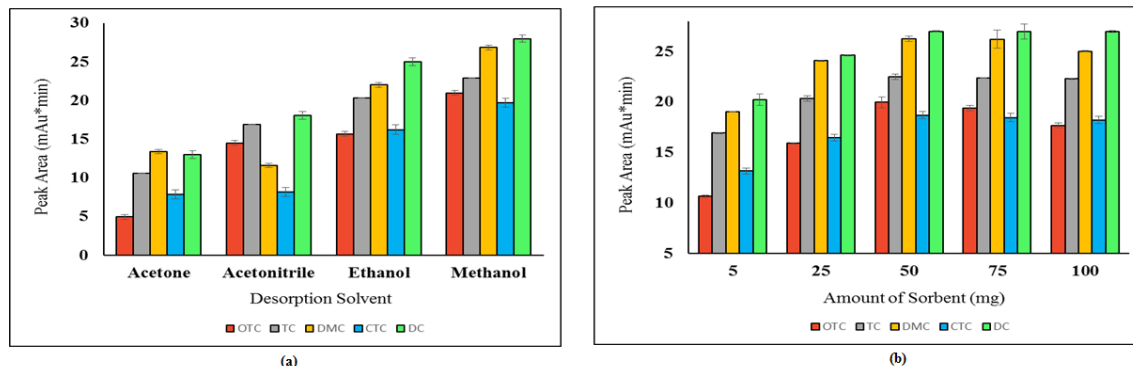 30
25
20
15
10
5
0
Peak Area (mAu*min)
Acetone Acetonitrile Ethanol Methanol
Desorption Solvent
OTC TC DMC CTC DC
(a)
25
20
15
10
5
Peak Area (mAu*min)
5 25 50 75 100
Amount of Sorbent (mg)
OTC TC DMC CTC DC
(b)